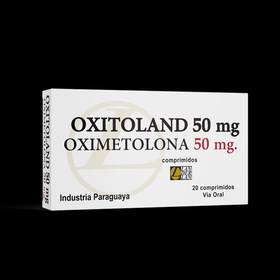 OXITOLAND 50 mg
OXIMETOLONA 50 mg.
comprimidos
20 comprimidos
Vía Oral
Industria Paraguaya
OXITOLAND
50 mg